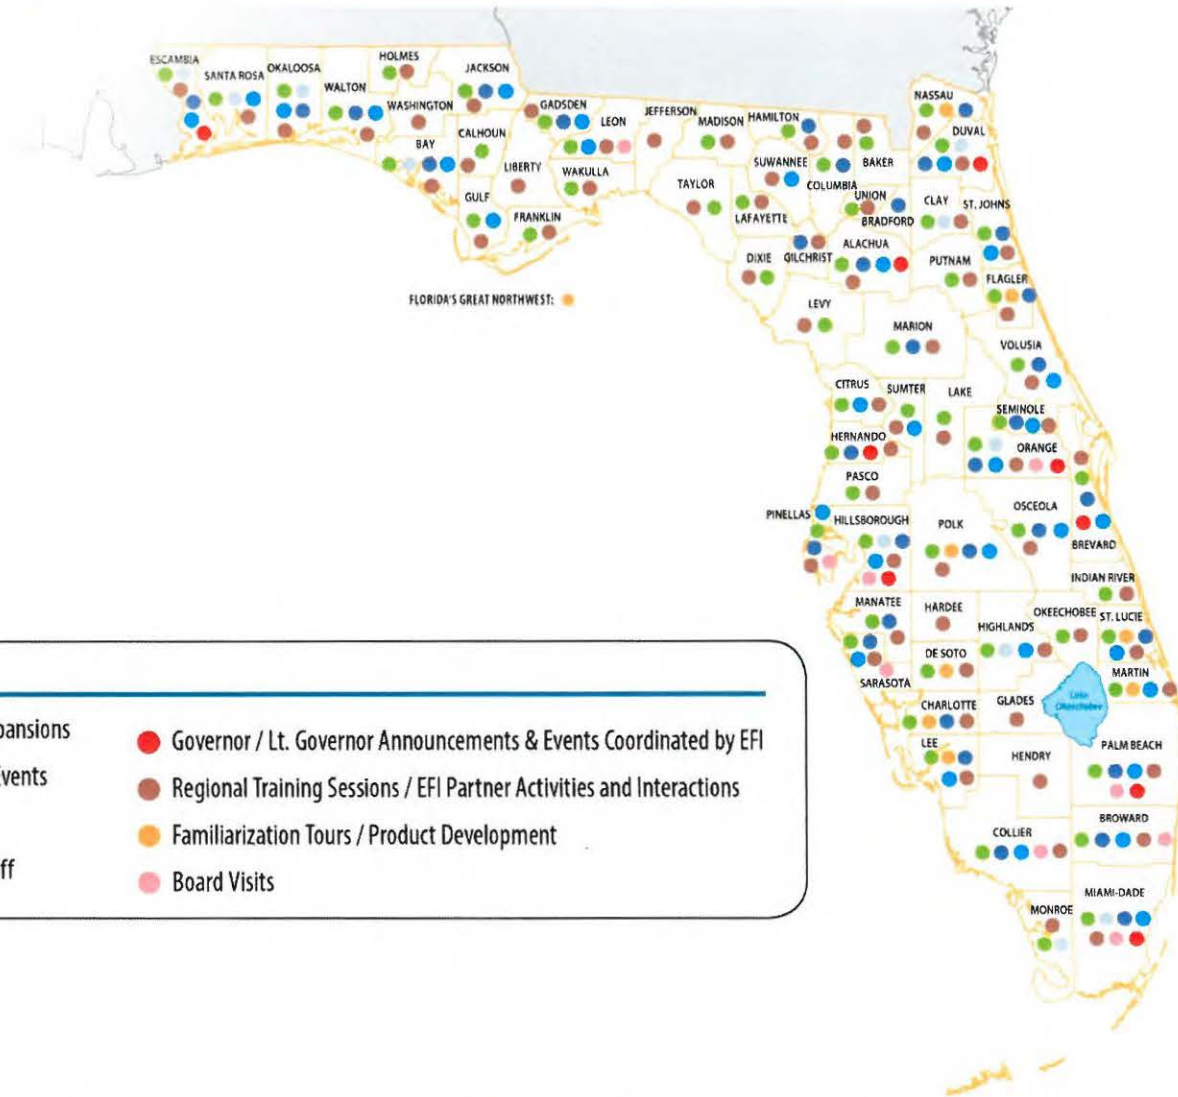 ESCAMBIA
SANTA ROSA
OKALOOSA
WALTON
HOLMES
WASHINGTON
JACKSON
BAY
CALHOUN
GULF
GADSDEN
LIBERTY
FRANKLIN
LEON
WAKULLA
JEFFERSON
MADISON
HAMILTON
TAYLOR
SUWANNEE
LAFAYETTE
COLUMBIA
BAKER
NASSAU
DUVAL
UNION
BRADFORD
CLAY
ST. JOHNS
DIXIE
GILCHRIST
ALACHUA
PUTNAM
FLAGLER
FLORIDA'S GREAT NORTHWEST:
LEVY
MARION
VOLUSIA
CITRUS
SUMTER
LAKE
SEMINOLE
HERNANDO
ORANGE
PASCO
PINELLAS
HILLSBOROUGH
POLK
OSCEOLA
BREVARD
INDIAN RIVER
MANATEE
HARDEE
HIGHLANDS
OKEECHOBEE
ST. LUCIE
DE SOTO
SARASOTA
MARTIN
CHARLOTTE
GLADES
Lake
Okeechobee
LEE
HENDRY
PALM BEACH
COLLIER
BROWARD
MONROE
MIAMI-DADE
pansions
vents
ff
Governor / Lt. Governor Announcements & Events Coordinated by EFI
Regional Training Sessions / EFI Partner Activities and Interactions
Familiarization Tours / Product Development
Board Visits